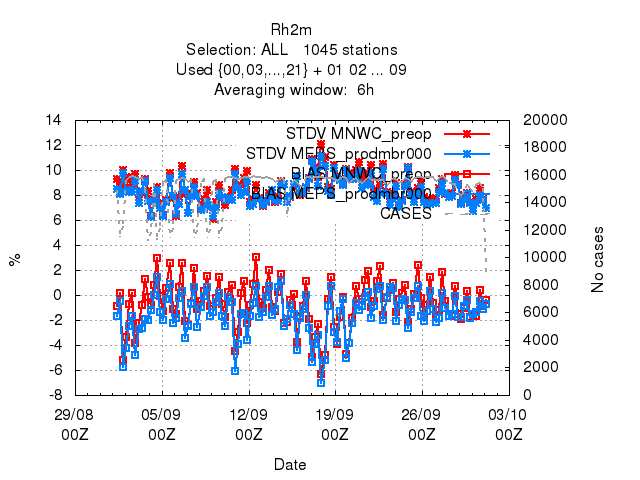 Rh2m
Selection: ALL   1045 stations
Used {00,03,...,21} + 01 02 ... 09
Averaging window:  6h
14 20000
STDV MNWC_preop
12 18000
STDV MEPS_prodmbr000
10 16000
BIAS MNWC_preop
8 14000
BIAS MEPS_prodmbr000
CASES
6 12000
4 10000
2 8000
0 6000
-2 4000
-4 2000
-6
-8 0
%
No cases
29/08 05/09 12/09 19/09 26/09 03/10
00Z 00Z 00Z 00Z 00Z 00Z
Date